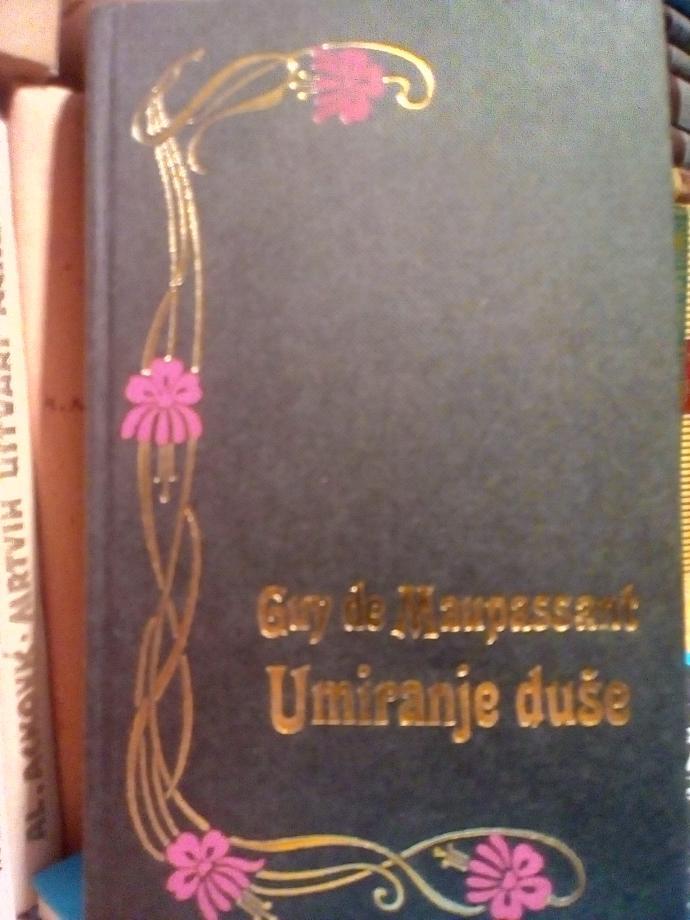 Guy de Maupassant
Umiranje duše